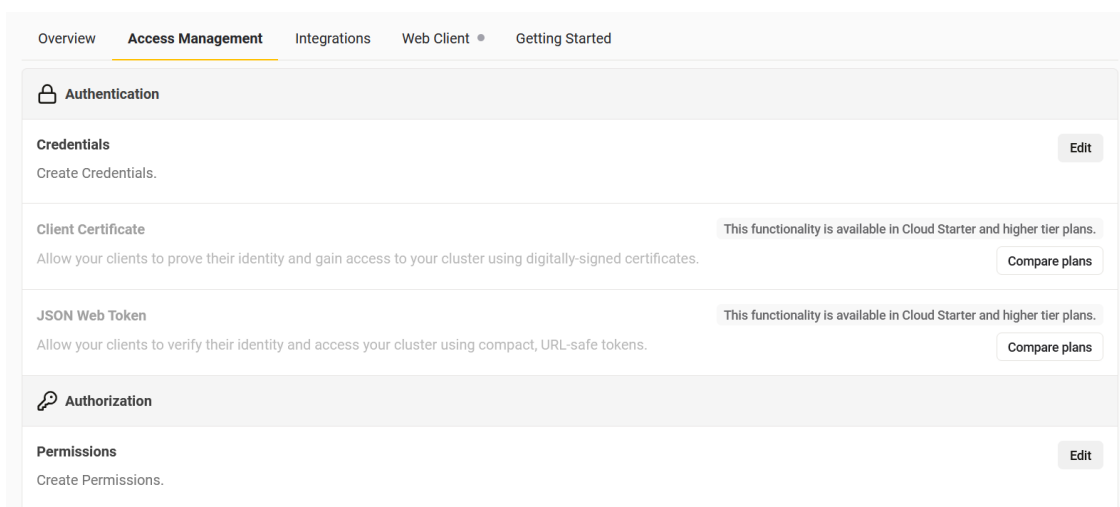 Overview Access Management Integrations Web Client Getting Started
Authentication
Credentials
Edit
Create Credentials.
Client Certificate
This functionality is available in Cloud Starter and higher tier plans.
Allow your clients to prove their identity and gain access to your cluster using digitally-signed certificates.
Compare plans
JSON Web Token
This functionality is available in Cloud Starter and higher tier plans.
Allow your clients to verify their identity and access your cluster using compact, URL-safe tokens.
Compare plans
Authorization
Permissions
Edit
Create Permissions.